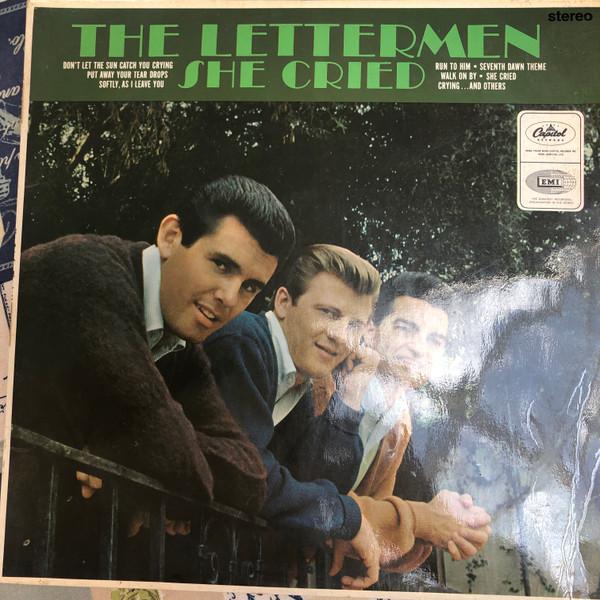 stereo
THE LETTERMEN
SHE CRIED
DON'T LET THE SUN CATCH YOU CRYING
PUT AWAY YOUR TEAR DROPS
SOFTLY, AS I LEAVE YOU
RUN TO HIM • SEVENTH DAWN THEME
WALK ON BY • SHE CRIED
CRYING...AND OTHERS
Capitol
RECORDS
EMI